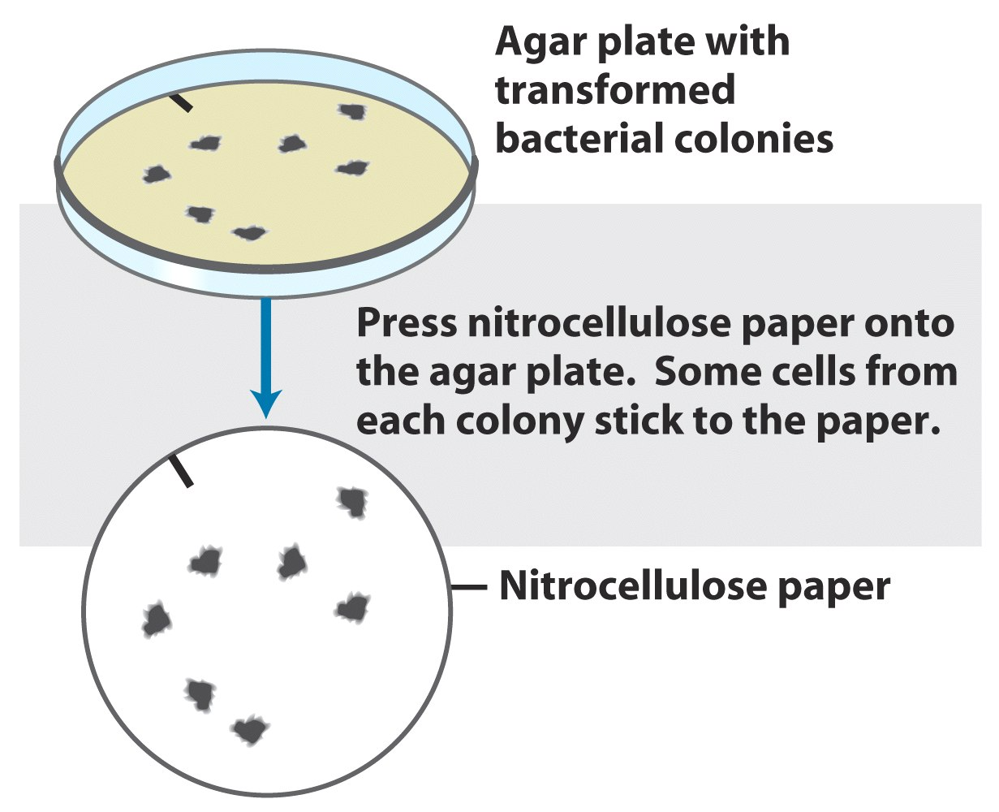 Agar plate with
transformed
bacterial colonies
Press nitrocellulose paper onto
the agar plate.  Some cells from
each colony stick to the paper.
Nitrocellulose paper